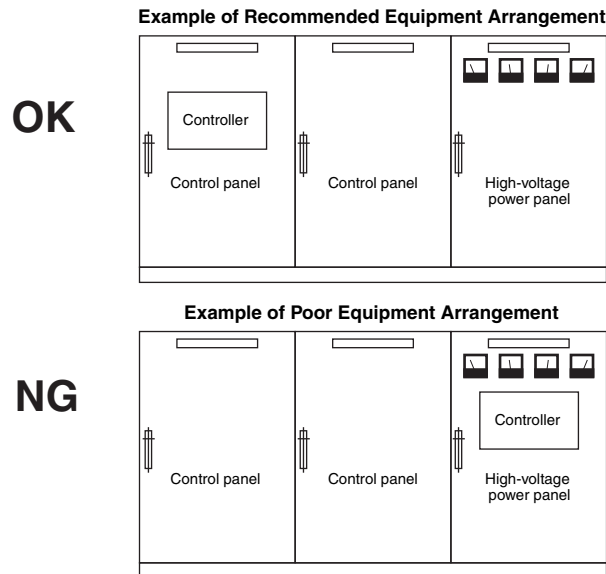 Example of Recommended Equipment Arrangement
OK
Controller
Control panel
Control panel
High-voltage
power panel
Example of Poor Equipment Arrangement
NG
Controller
Control panel
Control panel
High-voltage
power panel